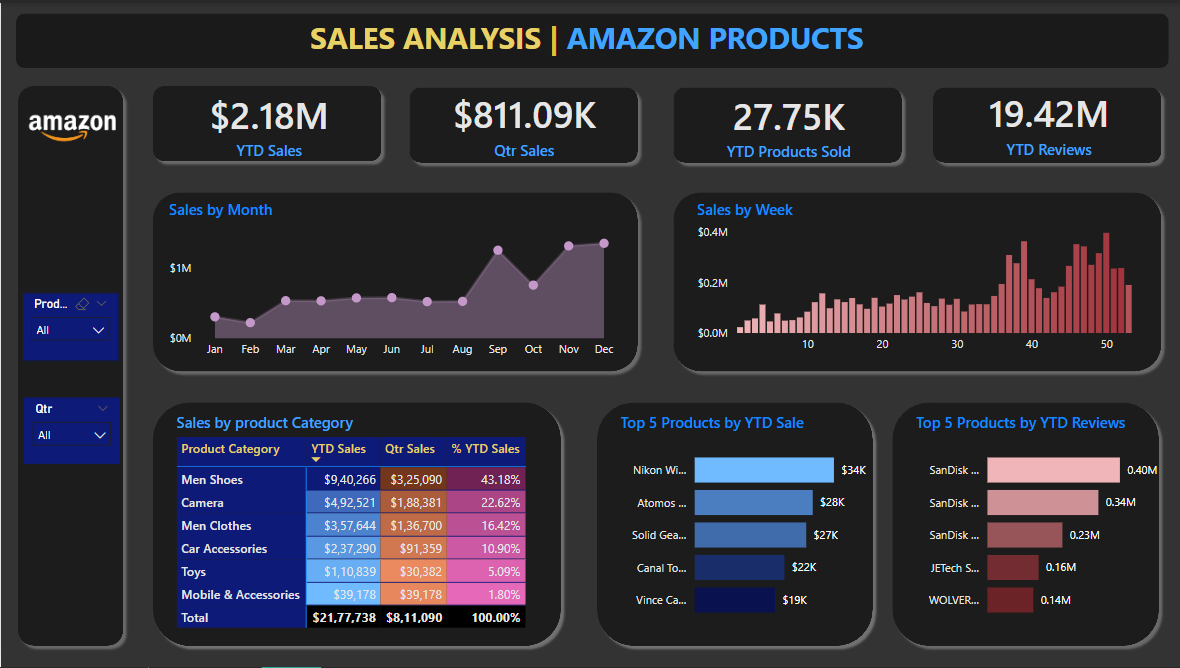 SALES ANALYSIS | AMAZON PRODUCTS
amazon
$2.18M
YTD Sales
$811.09K
Qtr Sales
27.75K
YTD Products Sold
19.42M
YTD Reviews
Prod...
All
Qtr
All
Sales by Month
$1M
$0M
Jan Feb Mar Apr May Jun Jul Aug Sep Oct Nov Dec
Sales by Week
$0.4M
$0.2M
$0.0M
10 20 30 40 50
Sales by product Category
Product Category YTD Sales Qtr Sales % YTD Sales
Men Shoes $9,40,266 $3,25,090 43.18%
Camera $4,92,521 $1,88,381 22.62%
Men Clothes $3,57,644 $1,36,700 16.42%
Car Accessories $2,37,290 $91,359 10.90%
Toys $1,10,839 $30,382 5.09%
Mobile & Accessories $39,178 $39,178 1.80%
Total $21,77,738 $8,11,090 100.00%
Top 5 Products by YTD Sale
Nikon Wi... $34K
Atomos ... $28K
Solid Gea... $27K
Canal To... $22K
Vince Ca... $19K
Top 5 Products by YTD Reviews
SanDisk ... 0.40M
SanDisk ... 0.34M
SanDisk ... 0.23M
JETech S... 0.16M
WOLVER... 0.14M